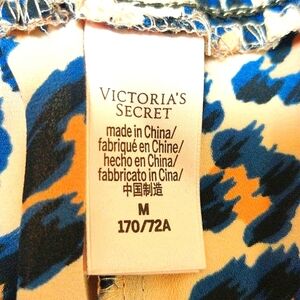 VICTORIA'S
SECRET
made in China/
fabriqué en Chine/
hecho en China/
fabbricato in Cina/
中国制造
M
170/72A